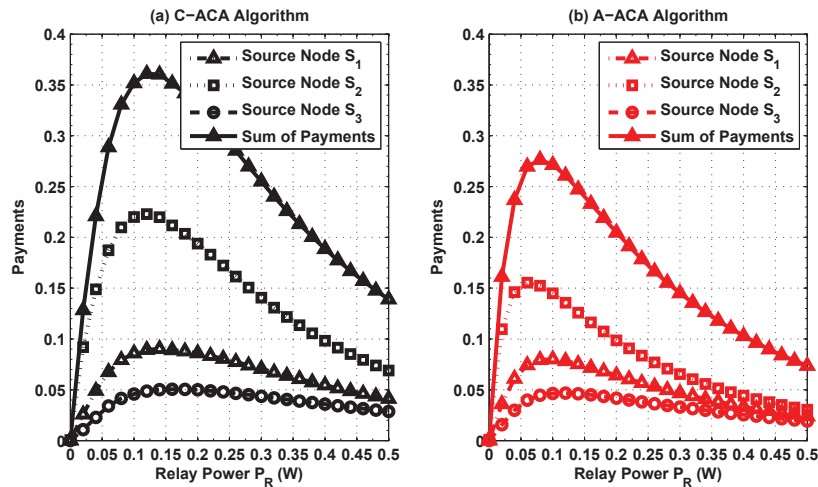 (a) C−ACA Algorithm
0.4
0.35
0.3
0.25
0.2
0.15
0.1
0.05
0
Payments
Source Node S1
Source Node S2
Source Node S3
Sum of Payments
0 0.05 0.1 0.15 0.2 0.25 0.3 0.35 0.4 0.45 0.5
Relay Power PR (W)
(b) A−ACA Algorithm
0.4
0.35
0.3
0.25
0.2
0.15
0.1
0.05
0
Payments
Source Node S1
Source Node S2
Source Node S3
Sum of Payments
0 0.05 0.1 0.15 0.2 0.25 0.3 0.35 0.4 0.45 0.5
Relay Power PR (W)